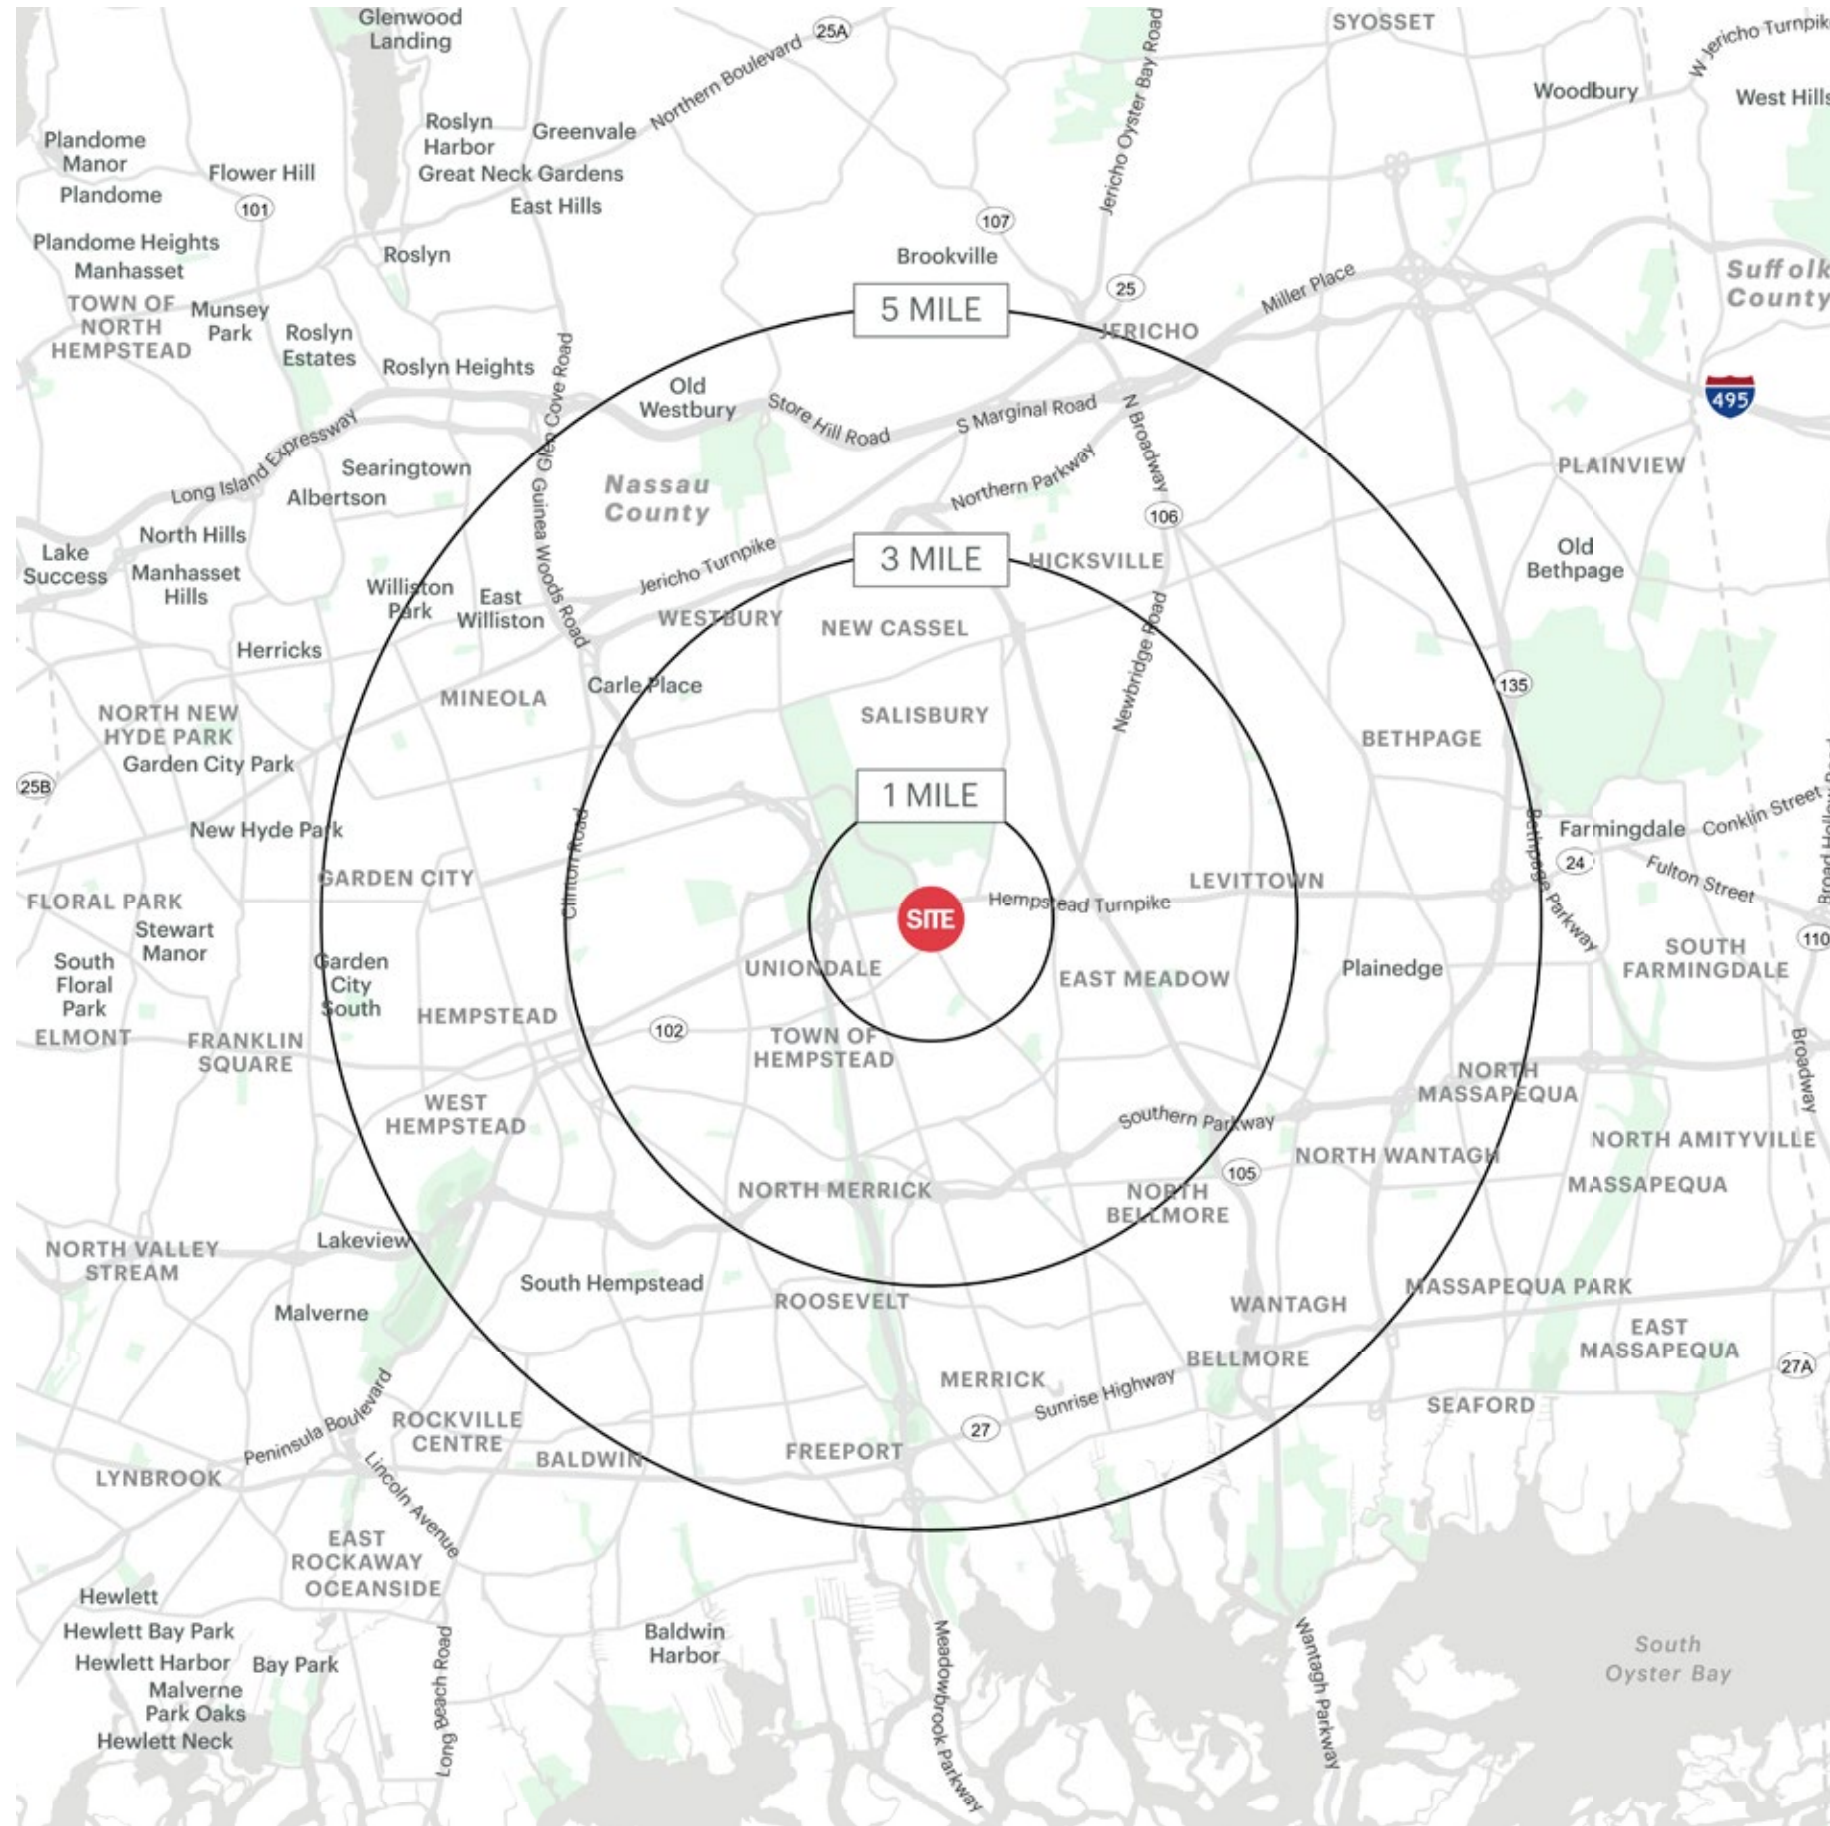 Glenwood
Landing
25A
Northern Boulevard
Jericho Oyster Bay Road
SYOSSET
W Jericho Turnpik
Woodbury
West Hills
Plandome
Manor
Plandome
Flower Hill
101
Roslyn
Harbor
Greenvale
Great Neck Gardens
East Hills
107
Plandome Heights
Manhasset
Roslyn
Brookville
25
Miller Place
Suffolk
County
TOWN OF
NORTH
HEMPSTEAD
Munsey
Park
Roslyn
Estates
Roslyn Heights
5 MILE
JERICHO
Glen Cove Road
Old
Westbury
Store Hill Road
S Marginal Road
N Broadway
495
Long Island Expressway
Searingtown
Albertson
Guinea Woods Road
Nassau
County
Northern Parkway
106
PLAINVIEW
North Hills
Lake
Success
Manhasset
Hills
Williston
Park
East
Williston
Jericho Turnpike
3 MILE
HICKSVILLE
Old
Bethpage
WESTBURY
NEW CASSEL
Newbridge Road
Herricks
Carle Place
MINEOLA
SALISBURY
135
BETHPAGE
NORTH NEW
HYDE PARK
Garden City Park
25B
1 MILE
New Hyde Park
Clinton Road
Bethpage Parkway
Farmingdale
Conklin Street
Broad Hollow Road
24
Fulton Street
GARDEN CITY
LEVITTOWN
Hempstead Turnpike
FLORAL PARK
Stewart
Manor
SITE
110
South
Floral
Park
Garden
City
South
UNIONDALE
EAST MEADOW
Plainedge
SOUTH
FARMINGDALE
ELMONT
FRANKLIN
SQUARE
HEMPSTEAD
102
TOWN OF
HEMPSTEAD
NORTH
MASSAPEQUA
Broadway
WEST
HEMPSTEAD
Southern Parkway
NORTH WANTAGH
NORTH AMITYVILLE
105
NORTH MERRICK
NORTH
BELLMORE
MASSAPEQUA
NORTH VALLEY
STREAM
Lakeview
South Hempstead
ROOSEVELT
WANTAGH
MASSAPEQUA PARK
Malverne
EAST
MASSAPEQUA
27A
BELLMORE
MERRICK
Sunrise Highway
SEAFORD
Peninsula Boulevard
ROCKVILLE
CENTRE
27
BALDWIN
FREEPORT
LYNBROOK
Lincoln Avenue
EAST
ROCKAWAY
OCEANSIDE
Hewlett
Hewlett Bay Park
Hewlett Harbor
Bay Park
Malverne
Park Oaks
Hewlett Neck
Long Beach Road
Baldwin
Harbor
Meadowbrook Parkway
Wantagh Parkway
South
Oyster Bay